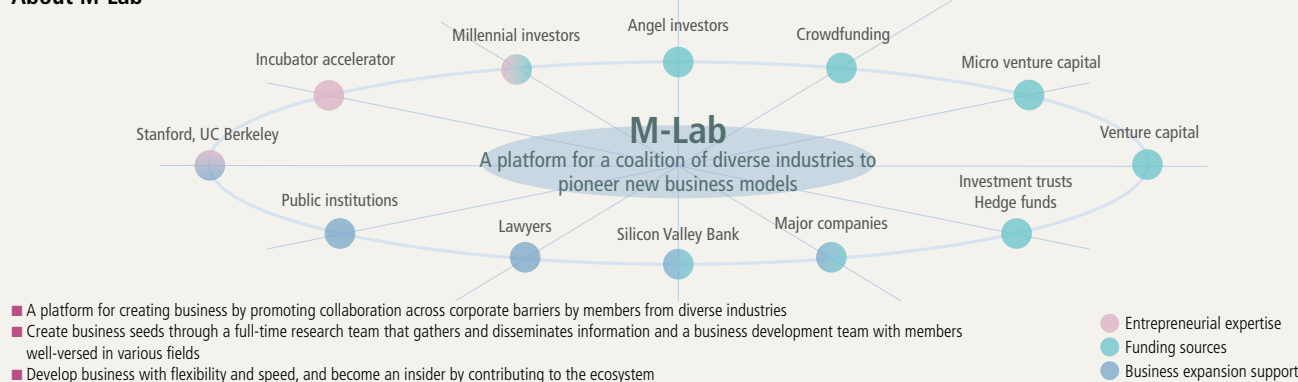 About M-Lab
Angel investors
Millennial investors
Crowdfunding
Incubator accelerator
Micro venture capital
Stanford, UC Berkeley
Venture capital
M-Lab
A platform for a coalition of diverse industries to
pioneer new business models
Public institutions
Investment trusts
Hedge funds
Lawyers
Silicon Valley Bank
Major companies
■ A platform for creating business by promoting collaboration across corporate barriers by members from diverse industries
■ Create business seeds through a full-time research team that gathers and disseminates information and a business development team with members
well-versed in various fields
■ Develop business with flexibility and speed, and become an insider by contributing to the ecosystem
Entrepreneurial expertise
Funding sources
Business expansion support